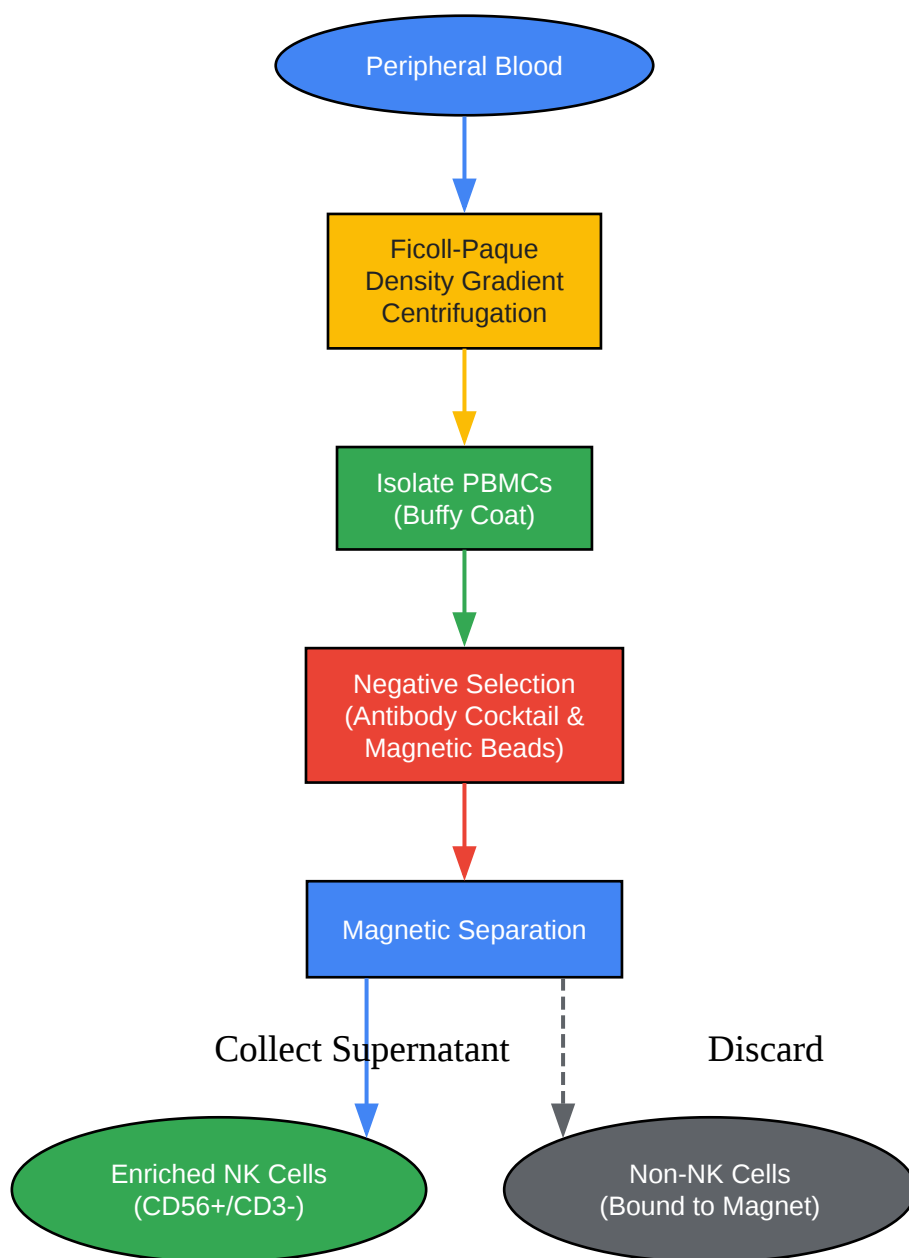 Peripheral Blood
Ficoll-Paque
Density Gradient
Centrifugation
Isolate PBMCs
(Buffy Coat)
Negative Selection
(Antibody Cocktail &
Magnetic Beads)
Magnetic Separation
Collect Supernatant
Discard
Enriched NK Cells
(CD56+/CD3-)
Non-NK Cells
(Bound to Magnet)